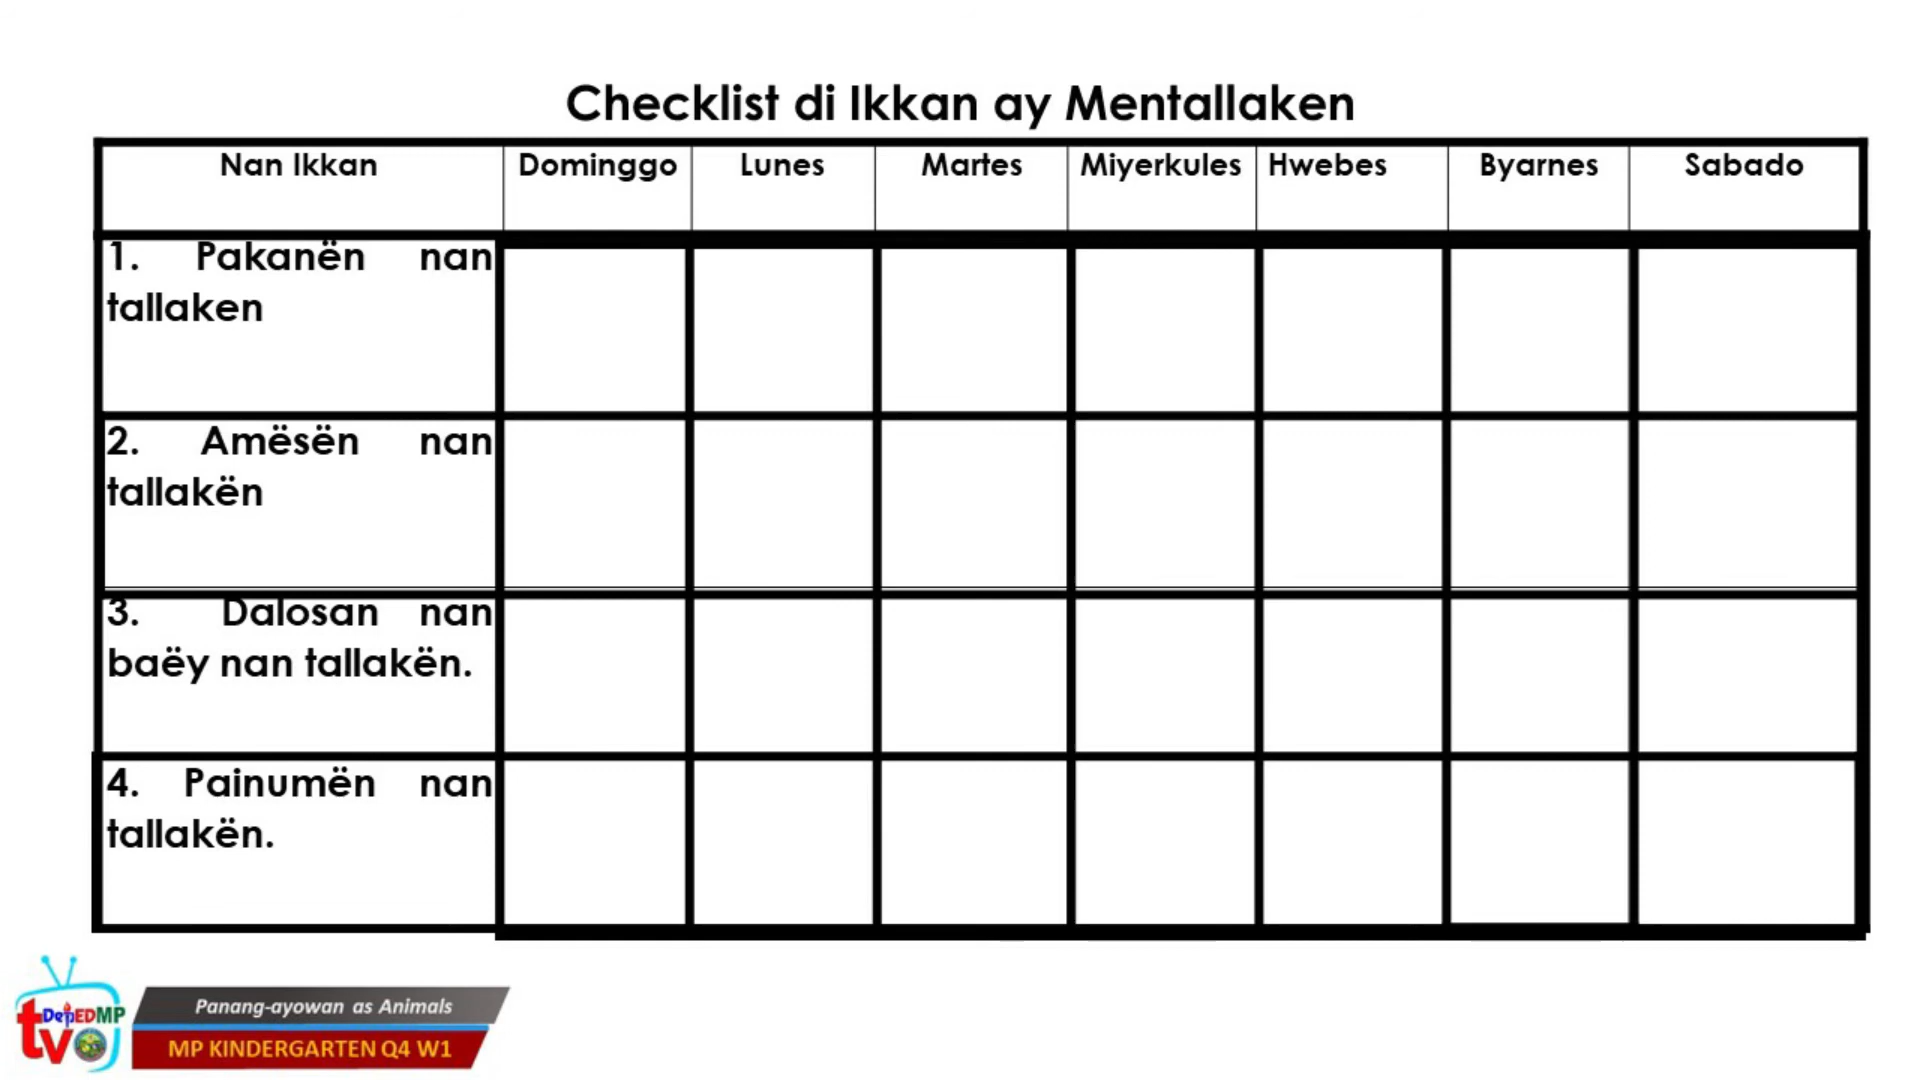 Checklist di Ikkan ay Mentallaken
Nan Ikkan Dominggo Lunes Martes Miyerkules Hwebes Byarnes Sabado
1. Pakanën nan
tallaken
2. Amësën nan
tallakën
3. Dalosan nan
baëy nan tallakën.
4. Painumën nan
tallakën.
DepEDMP
tv
Panang-ayowan as Animals
MP KINDERGARTEN Q4 W1